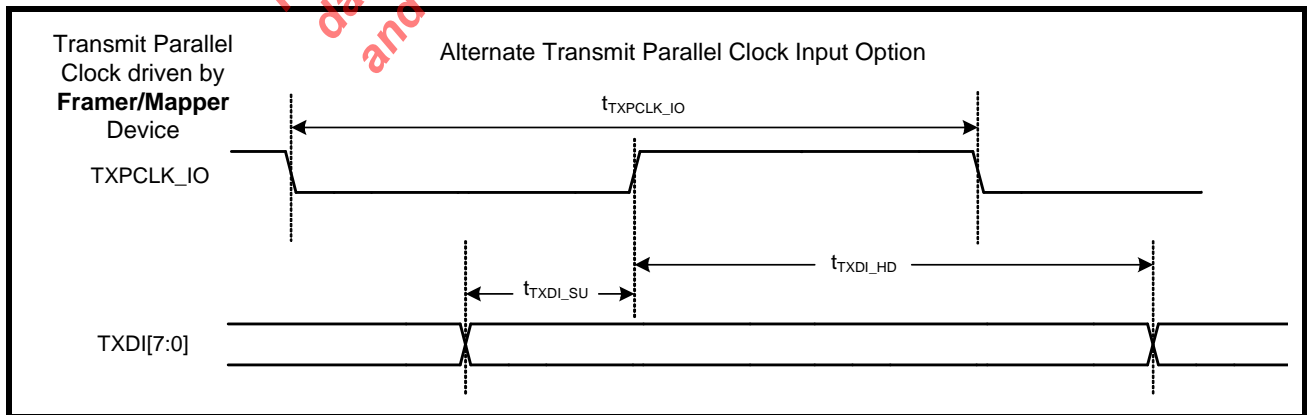 Transmit Parallel
Clock driven by
Framer/Mapper
Device
Alternate Transmit Parallel Clock Input Option
tTXPCLK_IO
TXPCLK_IO
tTXDI_HD
tTXDI_SU
TXDI[7:0]
and